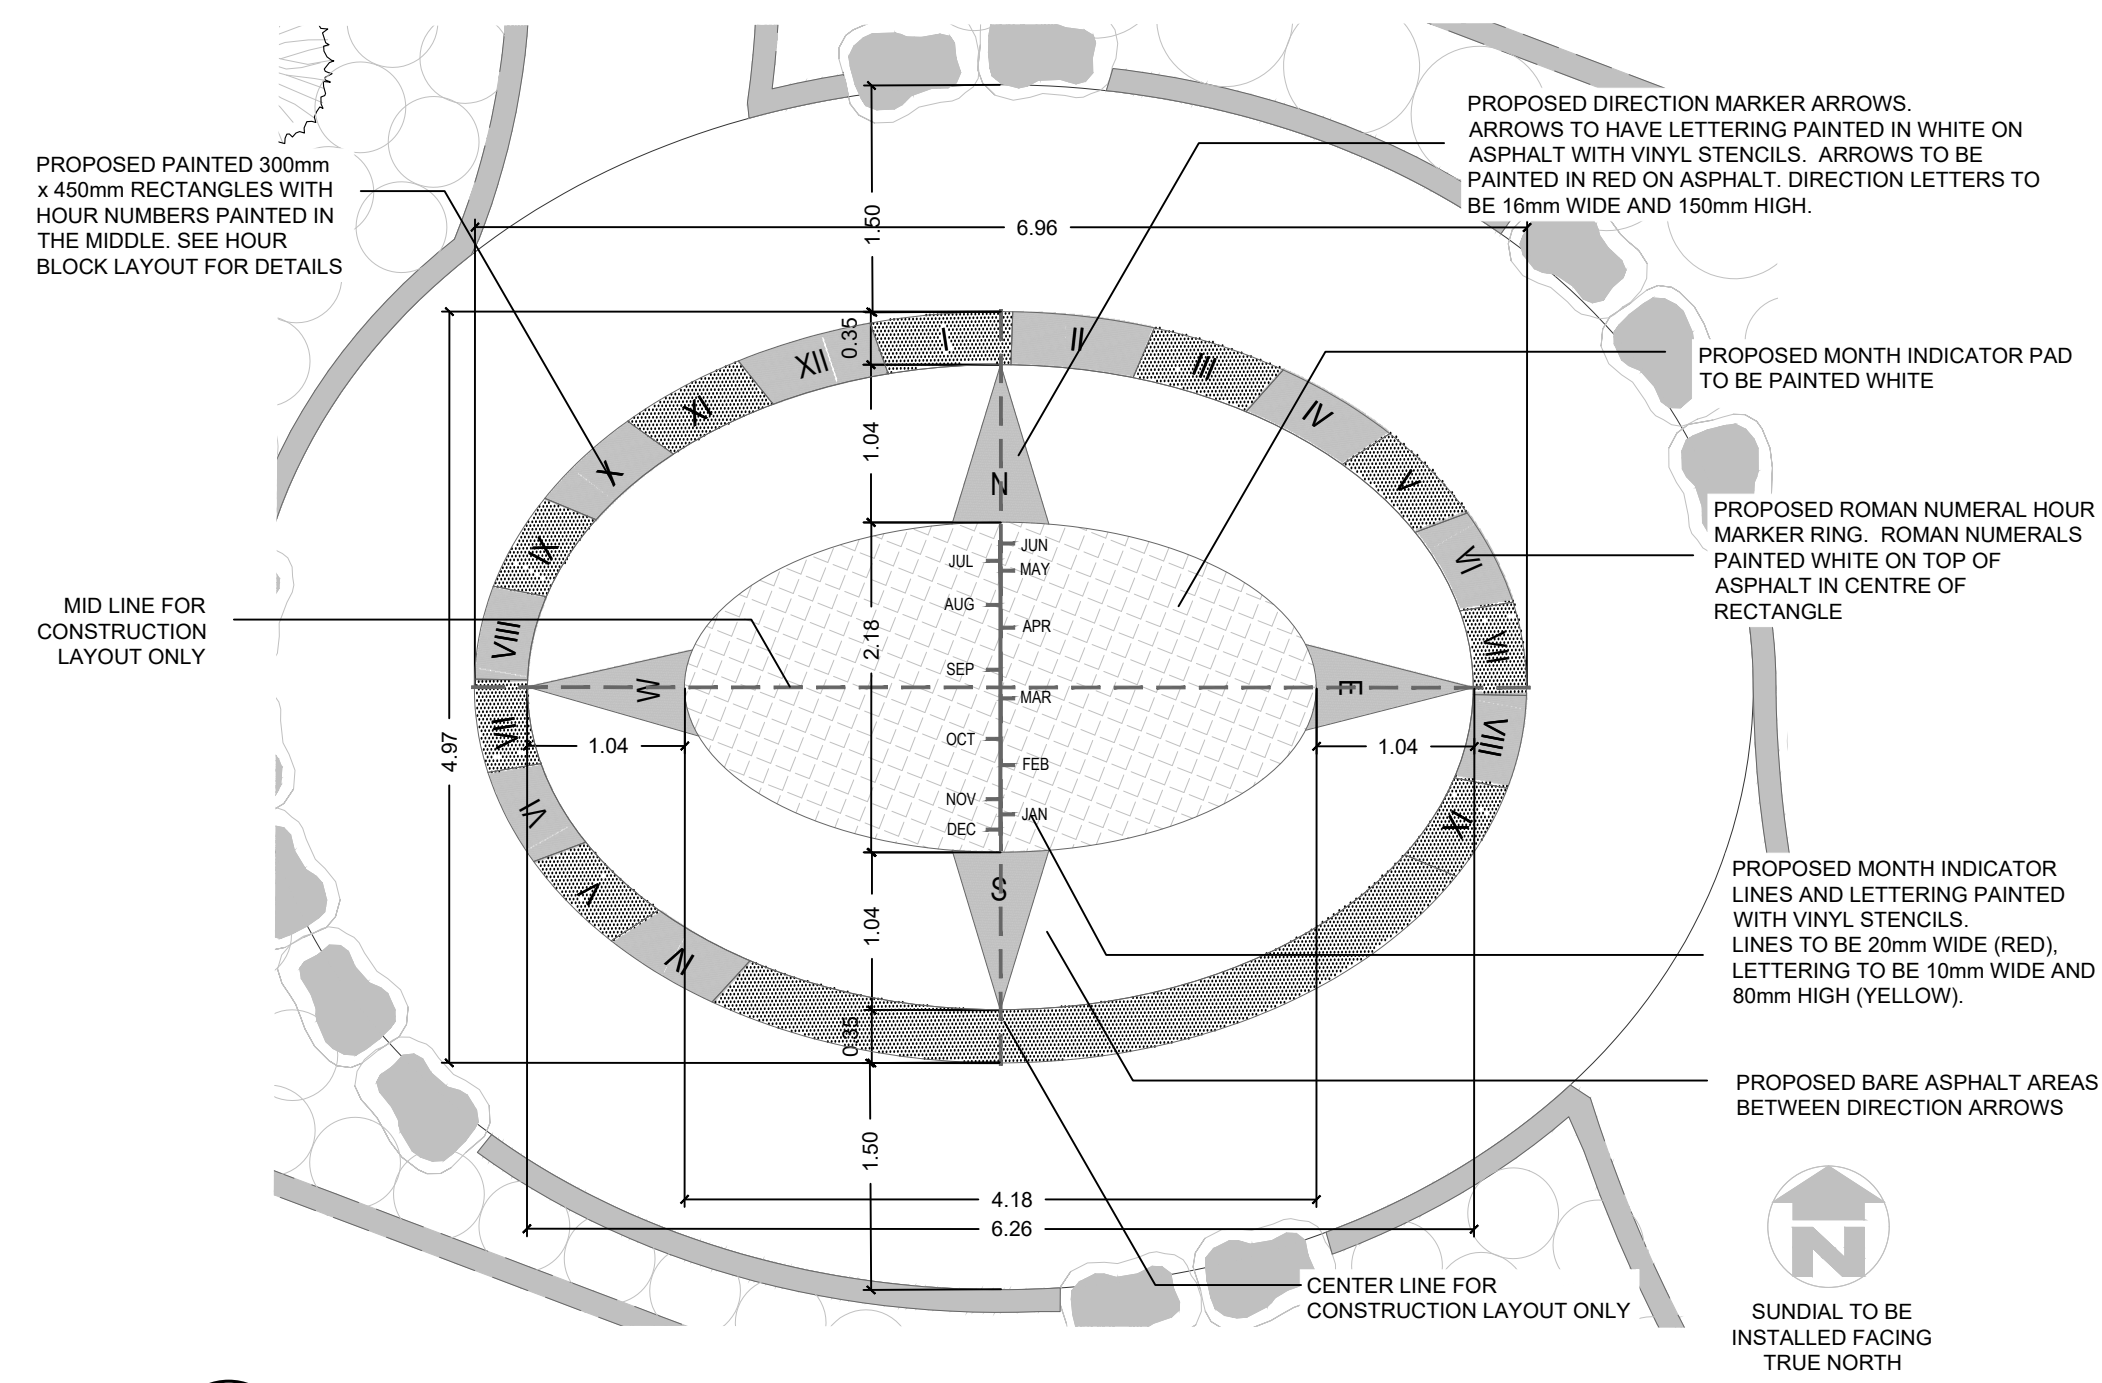 PROPOSED PAINTED 300mm
x 450mm RECTANGLES WITH
HOUR NUMBERS PAINTED IN
THE MIDDLE. SEE HOUR
BLOCK LAYOUT FOR DETAILS
PROPOSED DIRECTION MARKER ARROWS.
ARROWS TO HAVE LETTERING PAINTED IN WHITE ON
ASPHALT WITH VINYL STENCILS. ARROWS TO BE
PAINTED IN RED ON ASPHALT. DIRECTION LETTERS TO
BE 16mm WIDE AND 150mm HIGH.
1.50
6.96
PROPOSED MONTH INDICATOR PAD
TO BE PAINTED WHITE
0.35
XII
I
II
III
IV
V
VI
VII
VIII
IX
XI
X
IX
VIII
VII
VI
V
IV
1.04
N
PROPOSED ROMAN NUMERAL HOUR
MARKER RING. ROMAN NUMERALS
PAINTED WHITE ON TOP OF
ASPHALT IN CENTRE OF
RECTANGLE
MID LINE FOR
CONSTRUCTION
LAYOUT ONLY
JUN
JUL
MAY
AUG
APR
2.18
SEP
MAR
OCT
FEB
NOV
JAN
DEC
W
E
4.97
1.04
1.04
S
1.04
0.35
1.50
PROPOSED MONTH INDICATOR
LINES AND LETTERING PAINTED
WITH VINYL STENCILS.
LINES TO BE 20mm WIDE (RED),
LETTERING TO BE 10mm WIDE AND
80mm HIGH (YELLOW).
PROPOSED BARE ASPHALT AREAS
BETWEEN DIRECTION ARROWS
4.18
6.26
CENTER LINE FOR
CONSTRUCTION LAYOUT ONLY
N
SUNDIAL TO BE
INSTALLED FACING
TRUE NORTH